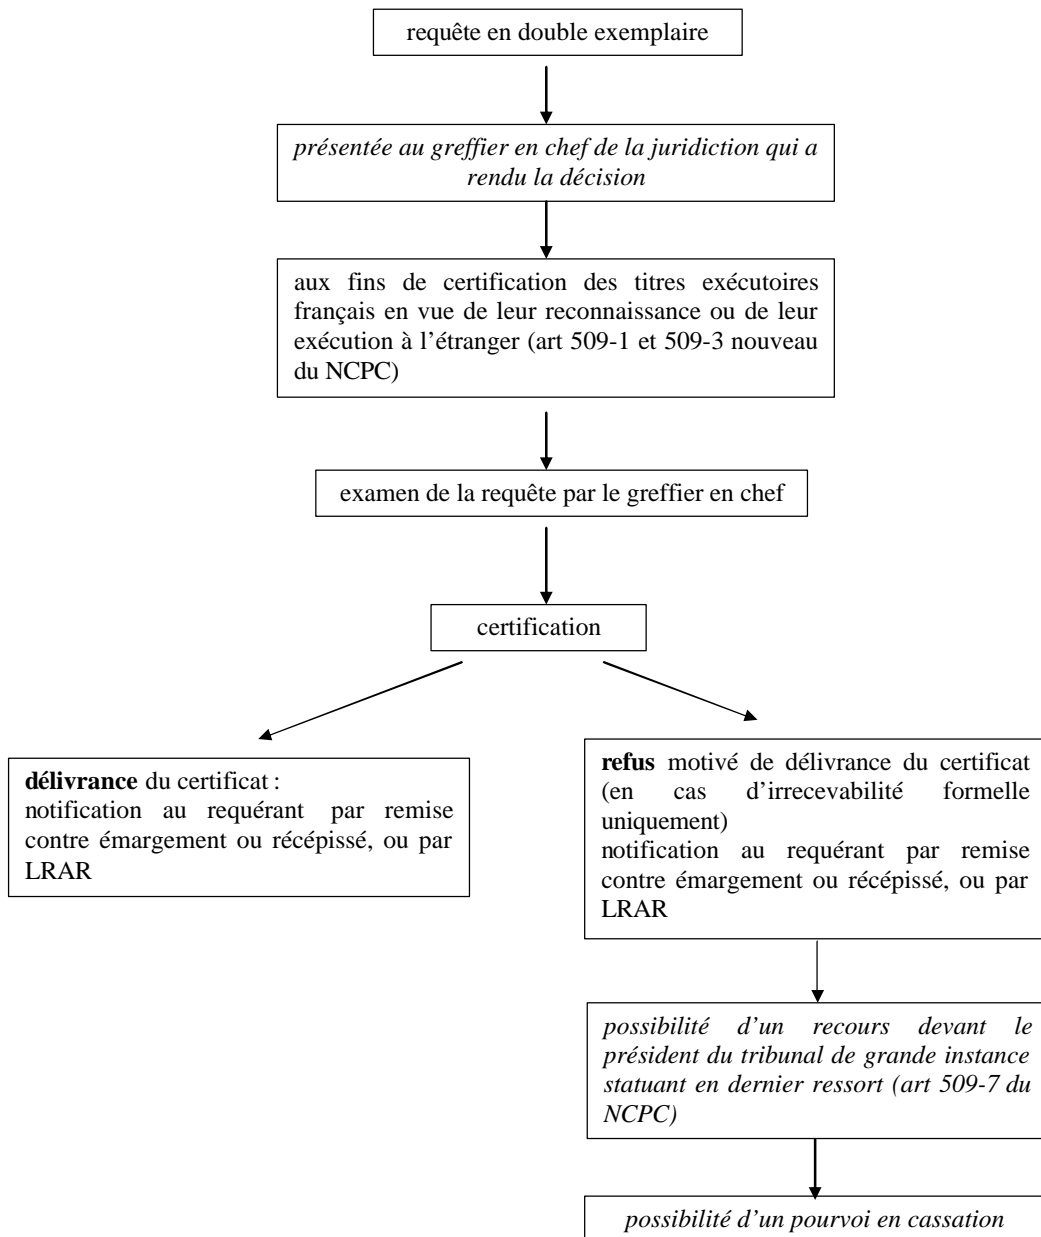 requête en double exemplaire
présentée au greffier en chef de la juridiction qui a
rendu la décision
aux fins de certification des titres exécutoires
français en vue de leur reconnaissance ou de leur
exécution à l’étranger (art 509-1 et 509-3 nouveau
du NCPC)
examen de la requête par le greffier en chef
certification
délivrance du certificat :
notification au requérant par remise
contre émargement ou récépissé, ou par
LRAR
refus motivé de délivrance du certificat
(en cas d’irrecevabilité formelle
uniquement)
notification au requérant par remise
contre émargement ou récépissé, ou par
LRAR
possibilité d’un recours devant le
président du tribunal de grande instance
statuant en dernier ressort (art 509-7 du
NCPC)
possibilité d’un pourvoi en cassation